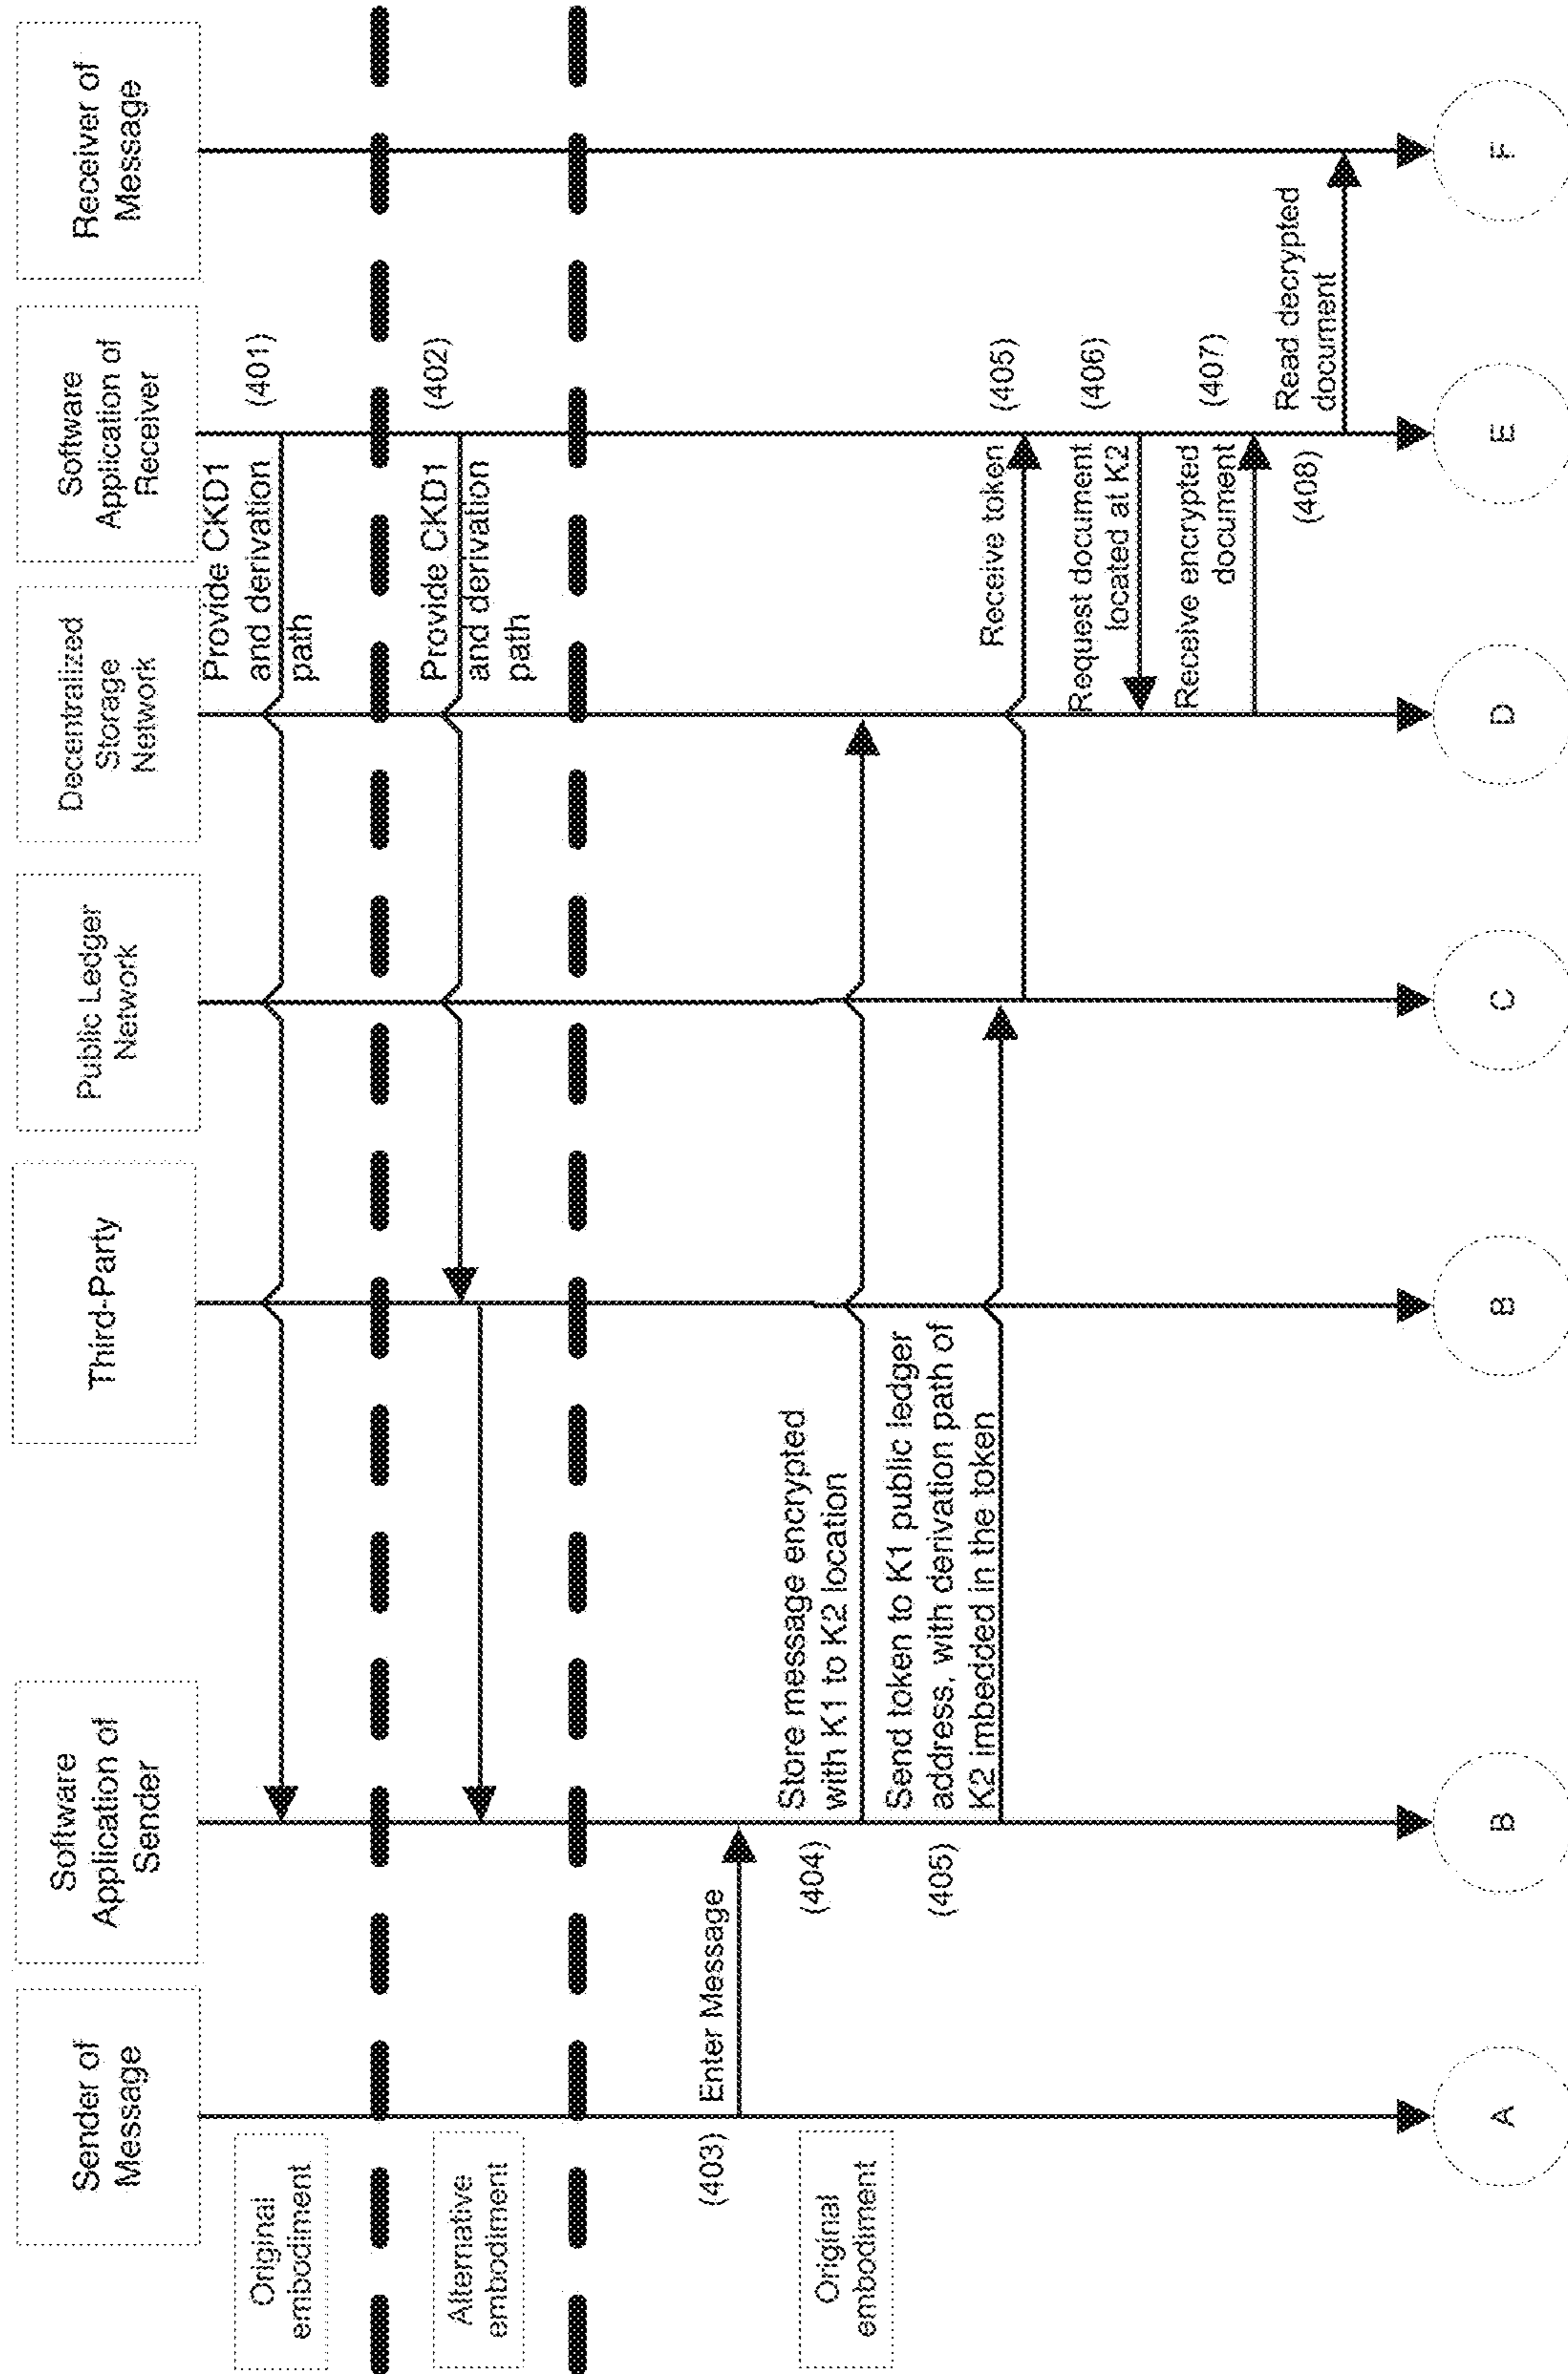 Sender of
Message
Software
Application of
Sender
Third-Party
Public Ledger
Network
Decentralized
Storage
Network
Software
Application of
Receiver
Receiver of
Message
Original
embodiment
Provide CKD1
and derivation
path
(401)
Alternative
embodiment
Provide CKD1
and derivation
path
(402)
(403)
Enter Message
Original
embodiment
(404)
Store message encrypted
with K1 to K2 location
(405)
Send token to K1 public ledger
address, with derivation path of
K2 imbedded in the token
Receive token
(405)
Request document
located at K2
(406)
Receive encrypted
document
(407)
(408)
Read decrypted
document
A
B
B
C
D
E
F